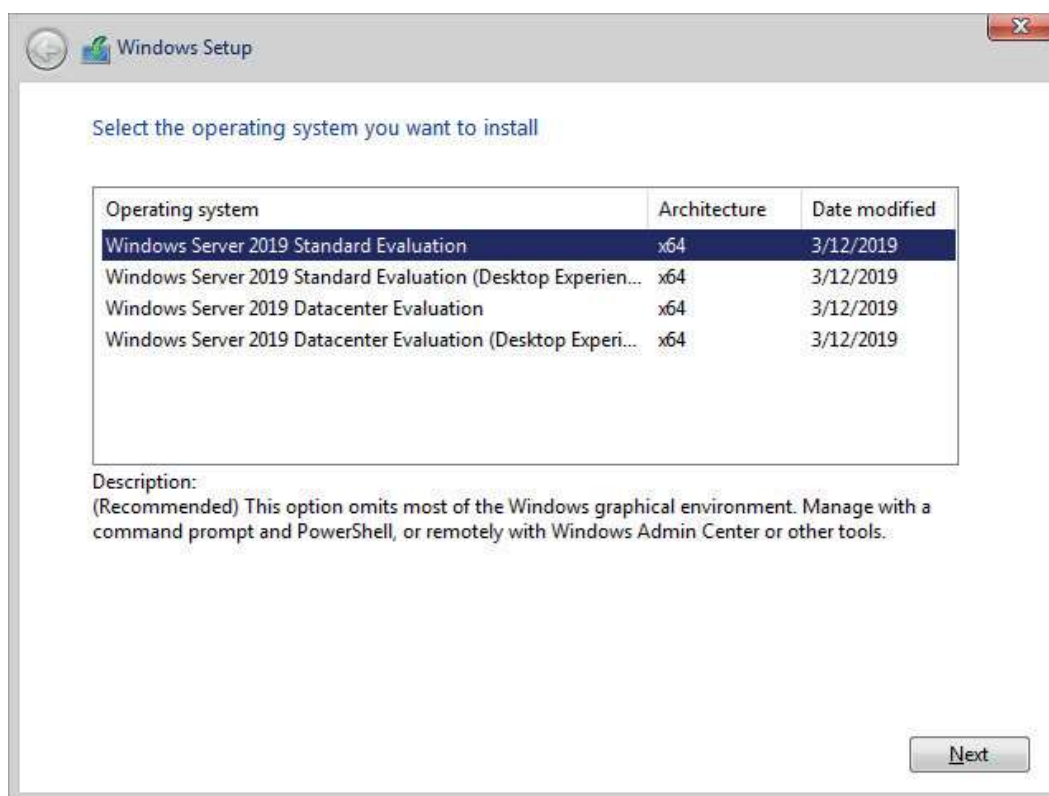 Windows Setup
Select the operating system you want to install
Operating system Architecture Date modified
Windows Server 2019 Standard Evaluation x64 3/12/2019
Windows Server 2019 Standard Evaluation (Desktop Experien... x64 3/12/2019
Windows Server 2019 Datacenter Evaluation x64 3/12/2019
Windows Server 2019 Datacenter Evaluation (Desktop Experi... x64 3/12/2019
Description:
(Recommended) This option omits most of the Windows graphical environment. Manage with a
command prompt and PowerShell, or remotely with Windows Admin Center or other tools.
Next